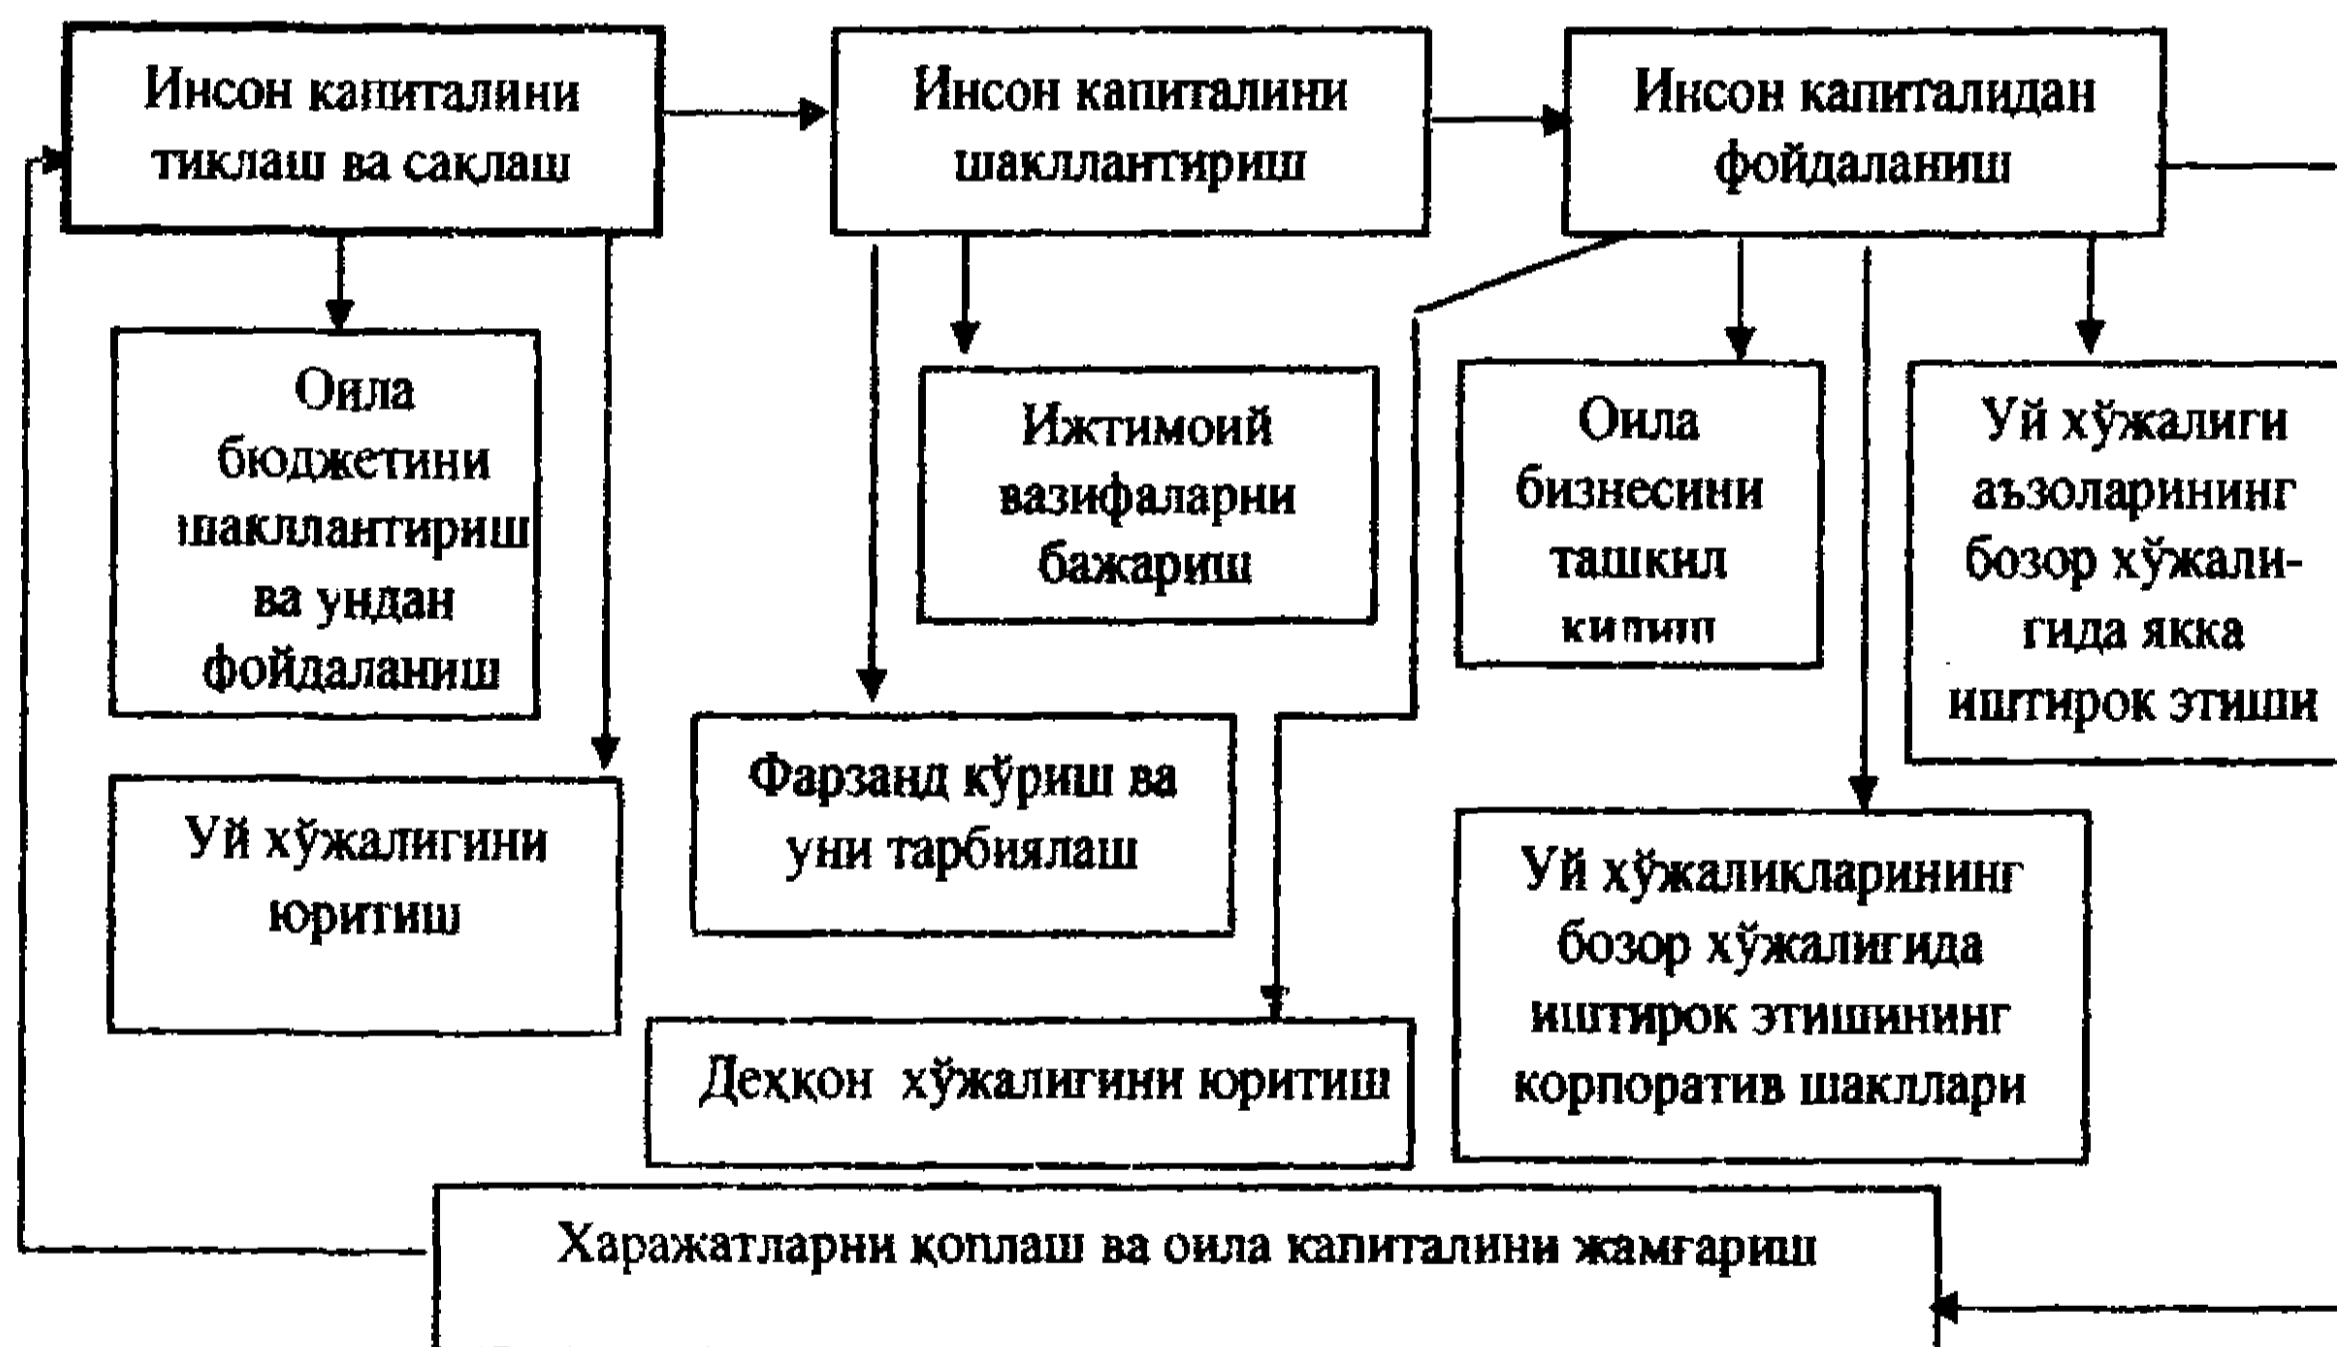 Инсон капиталини
тиклаш ва сақлаш
Инсон капиталини
шакллантириш
Инсон капиталидан
фойдаланиш
Оила
бюджетини
шакллантириш
ва ундан
фойдаланиш
Ижтимоий
вазифаларни
бажариш
Оила
бизнесини
ташкил
килиш
Уй хўжалиги
аъзоларининг
бозор хўжали-
гида якка
иштирок этиши
Фарзанд кўриш ва
уни тарбиялаш
Уй хўжалигини
юритиш
Уй хўжаликларининг
бозор хўжалигида
иштирок этишининг
корпоратив шакллари
Деҳқон хўжалигини юритиш
Харажатларни қоплаш ва оила капиталини жамғариш